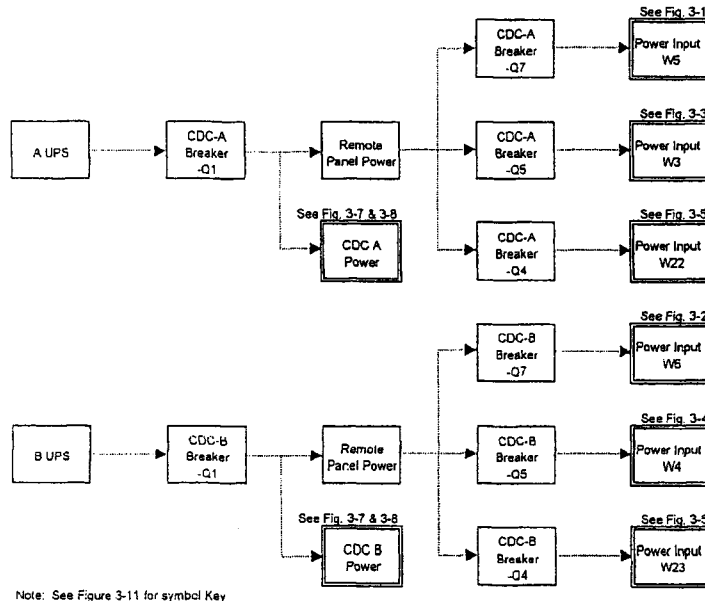 See Fig. 3-1
CDC-A
Breaker
-Q7
Power Input
W5
See Fig. 3-3
A UPS
CDC-A
Breaker
-Q1
Remote
Panel Power
CDC-A
Breaker
-Q5
Power Input
W3
See Fig. 3-7 & 3-8
CDC A
Power
See Fig. 3-5
CDC-A
Breaker
-Q4
Power Input
W22
See Fig. 3-2
CDC-B
Breaker
-Q7
Power Input
See Fig. 3-4
B UPS
CDC-B
Breaker
-Q1
Remote
Panel Power
CDC-B
Breaker
-Q5
Power Input
W4
See Fig. 3-7 & 3-8
CDC B
Power
See Fig. 3-5
CDC-B
Breaker
-Q4
Power Input
W23
Note: See Figure 3-11 for symbol Key